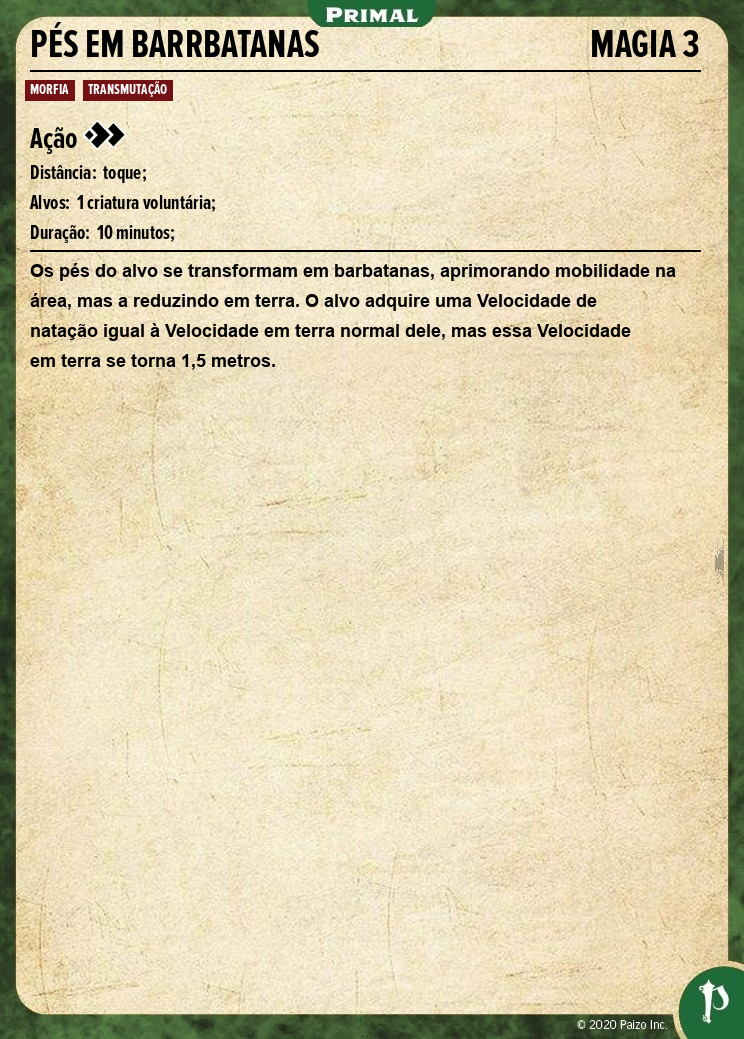 PRIMAL
PÉS EM BARRBATANAS MAGIA 3
MORFIA TRANSMUTAÇÃO
Ação
Distância: toque;
Alvos: 1 criatura voluntária;
Duração: 10 minutos;
Os pés do alvo se transformam em barbatanas, aprimorando mobilidade na
área, mas a reduzindo em terra. O alvo adquire uma Velocidade de
natação igual à Velocidade em terra normal dele, mas essa Velocidade
em terra se torna 1,5 metros.
© 2020 Paizo Inc.